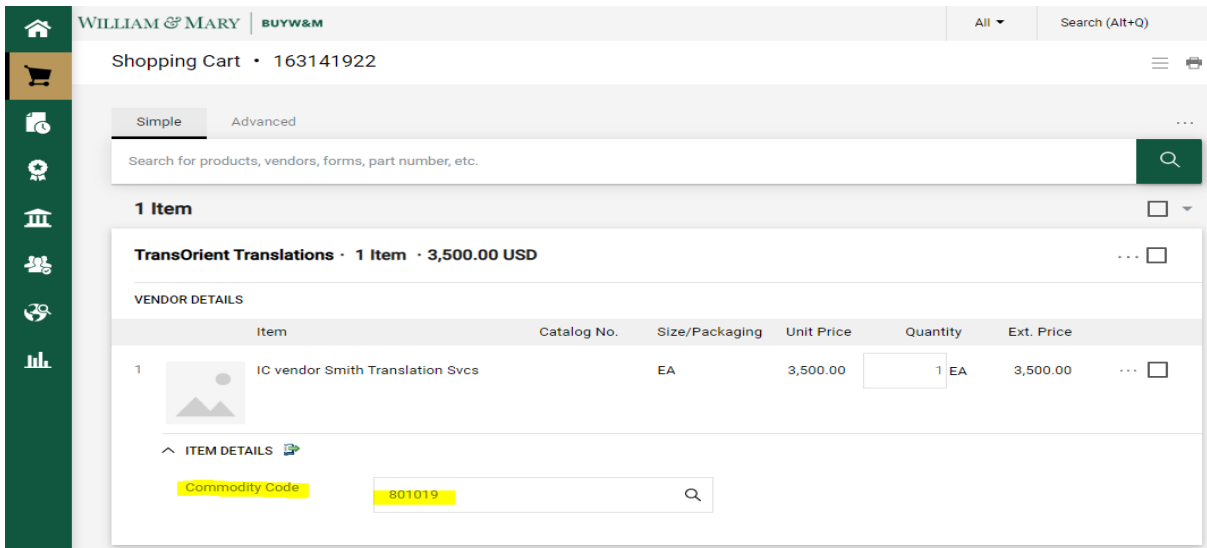 WILLIAM & MARY BUYW&M All Search (Alt+Q)
Shopping Cart • 163141922
Simple Advanced ...
Search for products, vendors, forms, part number, etc.
1 Item
TransOrient Translations · 1 Item · 3,500.00 USD ...
VENDOR DETAILS
Item Catalog No. Size/Packaging Unit Price Quantity Ext. Price
1 IC vendor Smith Translation Svcs EA 3,500.00 1 EA 3,500.00 ...
ITEM DETAILS
Commodity Code 801019